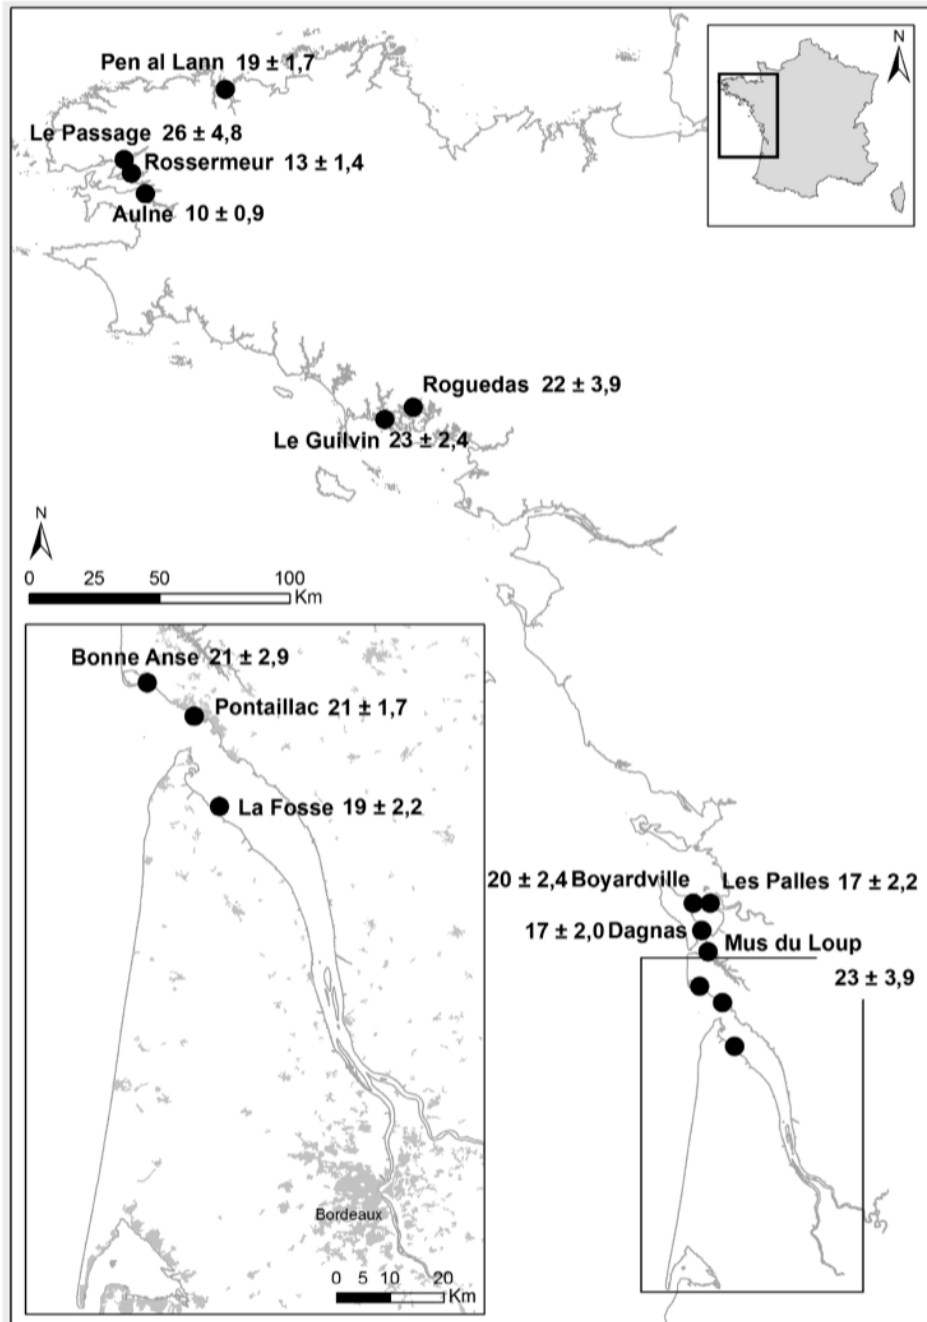 N
Pen al Lann 19 ± 1,7
Le Passage 26 ± 4,8
Rossermeur 13 ± 1,4
Aulne 10 ± 0,9
Roguedas 22 ± 3,9
Le Guilvin 23 ± 2,4
N
0 25 50 100
Km
Bonne Anse 21 ± 2,9
Pontaillac 21 ± 1,7
La Fosse 19 ± 2,2
20 ± 2,4 Boyardville
Les Palles 17 ± 2,2
17 ± 2,0 Dagnas
Mus du Loup
23 ± 3,9
Bordeaux
0 5 10 20
Km